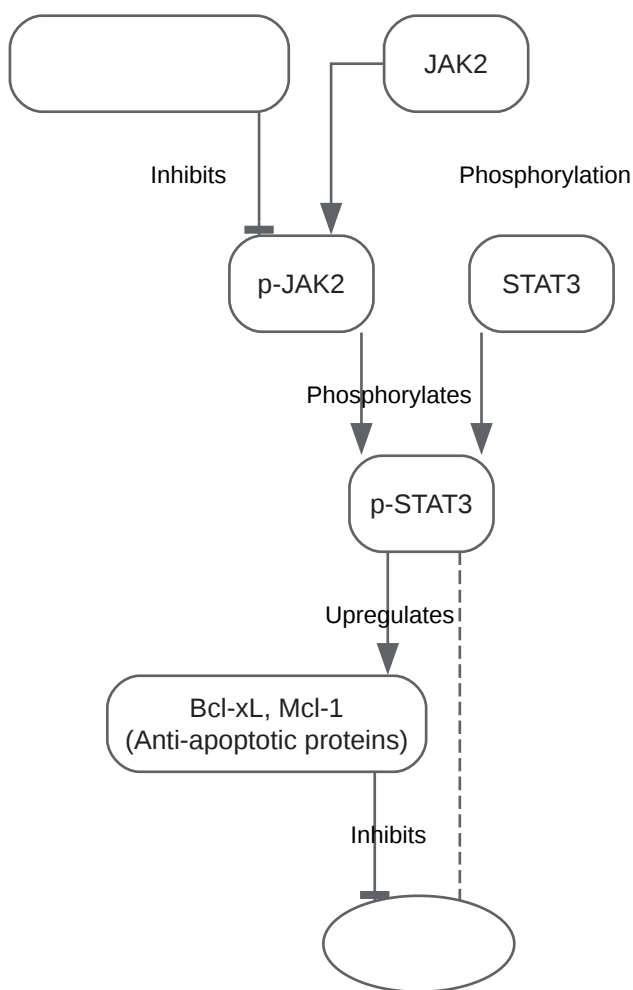 JAK2
Inhibits
Phosphorylation
p-JAK2
STAT3
Phosphorylates
p-STAT3
Upregulates
Bcl-xL, Mcl-1
(Anti-apoptotic proteins)
Inhibits